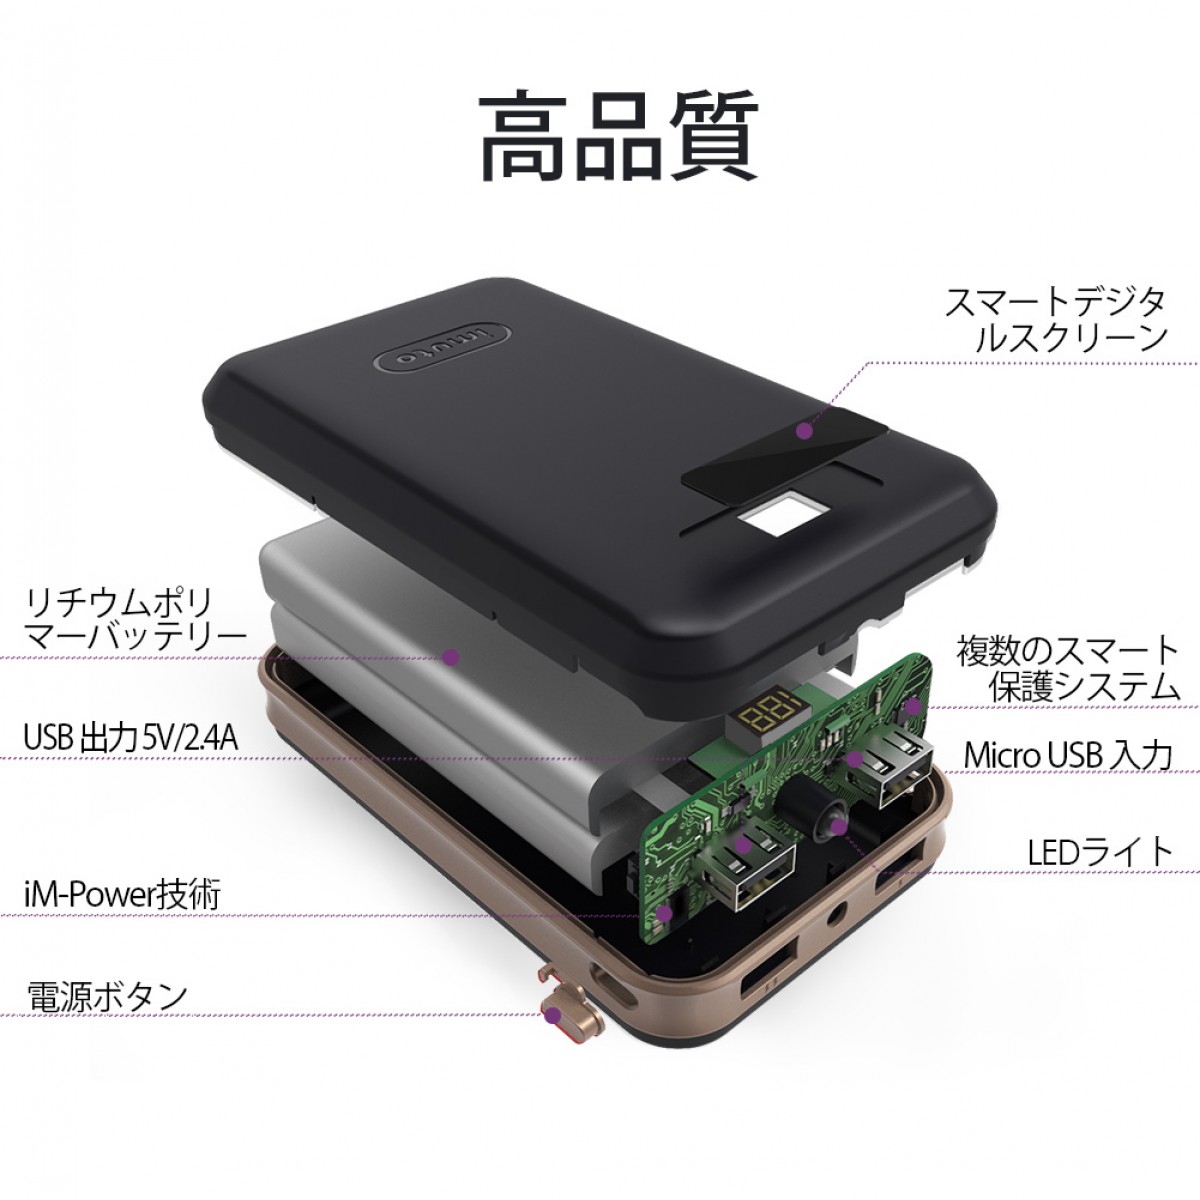 高品質
imuto
スマートデジタ
ルスクリーン
リチウムポリ
マーバッテリー
複数のスマート
保護システム
USB 出力 5V/2.4A
Micro USB 入力
LEDライト
iM-Power技術
電源ボタン